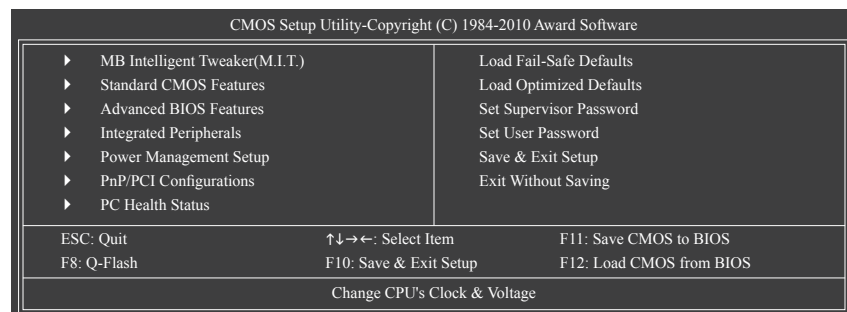 CMOS Setup Utility-Copyright (C) 1984-2010 Award Software
MB Intelligent Tweaker(M.I.T.)
Standard CMOS Features
Advanced BIOS Features
Integrated Peripherals
Power Management Setup
PnP/PCI Configurations
PC Health Status
Load Fail-Safe Defaults
Load Optimized Defaults
Set Supervisor Password
Set User Password
Save & Exit Setup
Exit Without Saving
ESC: Quit
↑↓→←: Select Item
F11: Save CMOS to BIOS
F8: Q-Flash
F10: Save & Exit Setup
F12: Load CMOS from BIOS
Change CPU's Clock & Voltage